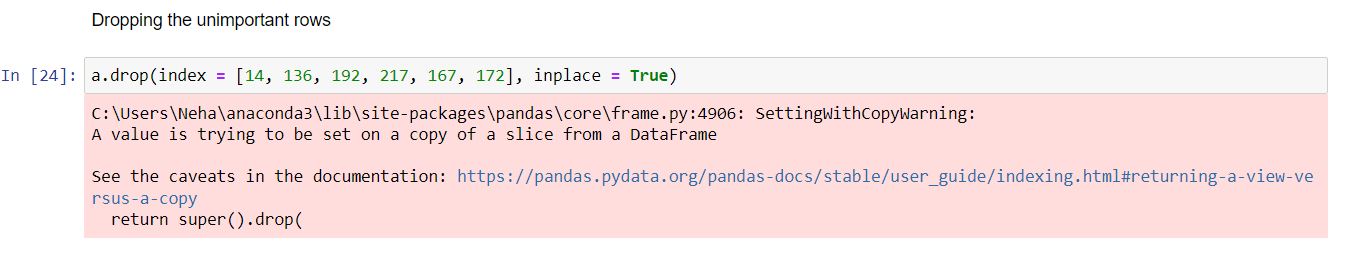 Dropping the unimportant rows
In [24]: a.drop(index = [14, 136, 192, 217, 167, 172], inplace = True)
C:\Users\Neha\anaconda3\lib\site-packages\pandas\core\frame.py:4906: SettingWithCopyWarning:
A value is trying to be set on a copy of a slice from a DataFrame
See the caveats in the documentation: https://pandas.pydata.org/pandas-docs/stable/user_guide/indexing.html#returning-a-view-ve
rsus-a-copy
  return super().drop(